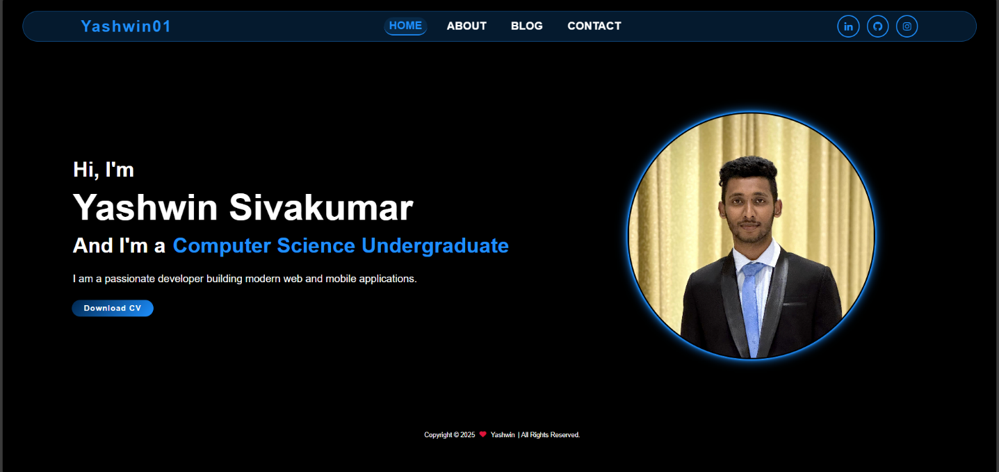 Yashwin01
HOME ABOUT BLOG CONTACT
in
Hi, I'm
Yashwin Sivakumar
And I'm a Computer Science Undergraduate
I am a passionate developer building modern web and mobile applications.
Download CV
Copyright © 2025 ❤ Yashwin | All Rights Reserved.